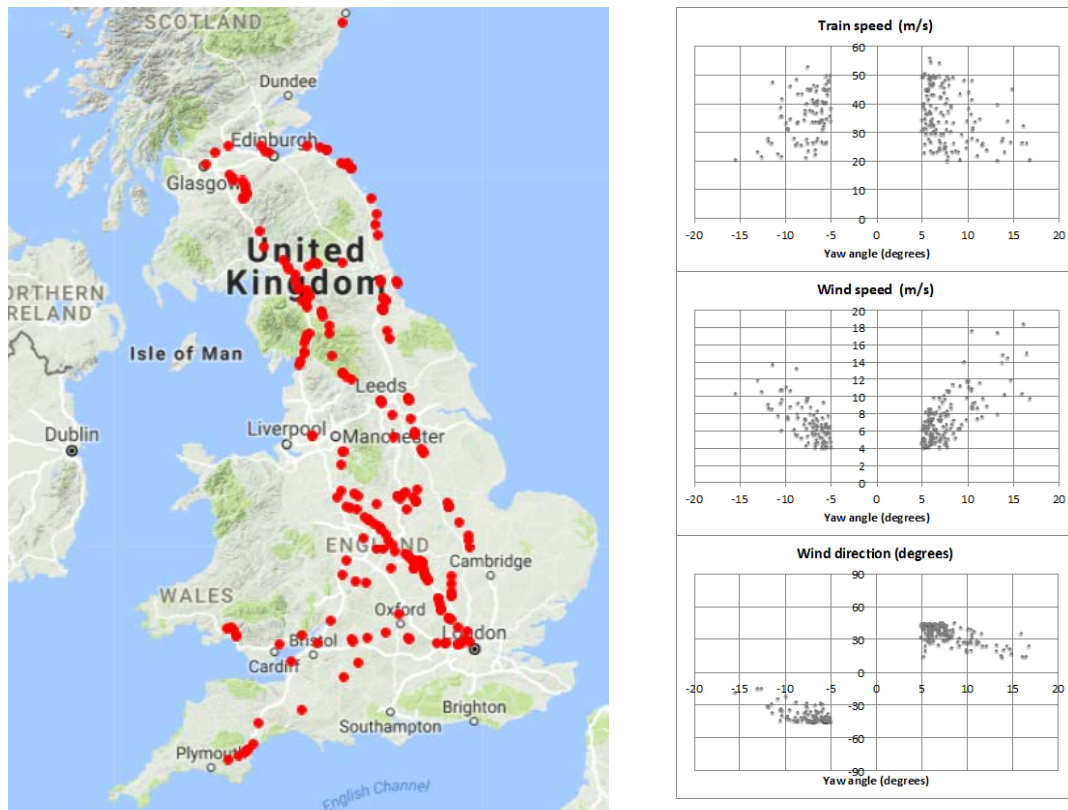 SCOTLAND
Dundee
Edinburgh
Glasgow
United
Kingdom
ORTHERN
RELAND
Isle of Man
Leeds
Dublin
Liverpool
Manchester
ENGLAND
Cambridge
WALES
Oxford
London
Bristol
Cardiff
Brighton
Southampton
Plymouth
English Channel
Train speed (m/s)
60
50
40
30
20
10
0
-20 -15 -10 -5 0 5 10 15 20
Yaw angle (degrees)
Wind speed (m/s)
20
18
16
14
12
10
8
6
4
2
0
-20 -15 -10 -5 0 5 10 15 20
Yaw angle (degrees)
Wind direction (degrees)
90
60
30
0
-20 -15 -10 -5 0 5 10 15 20
-30
-60
-90
Yaw angle (degrees)